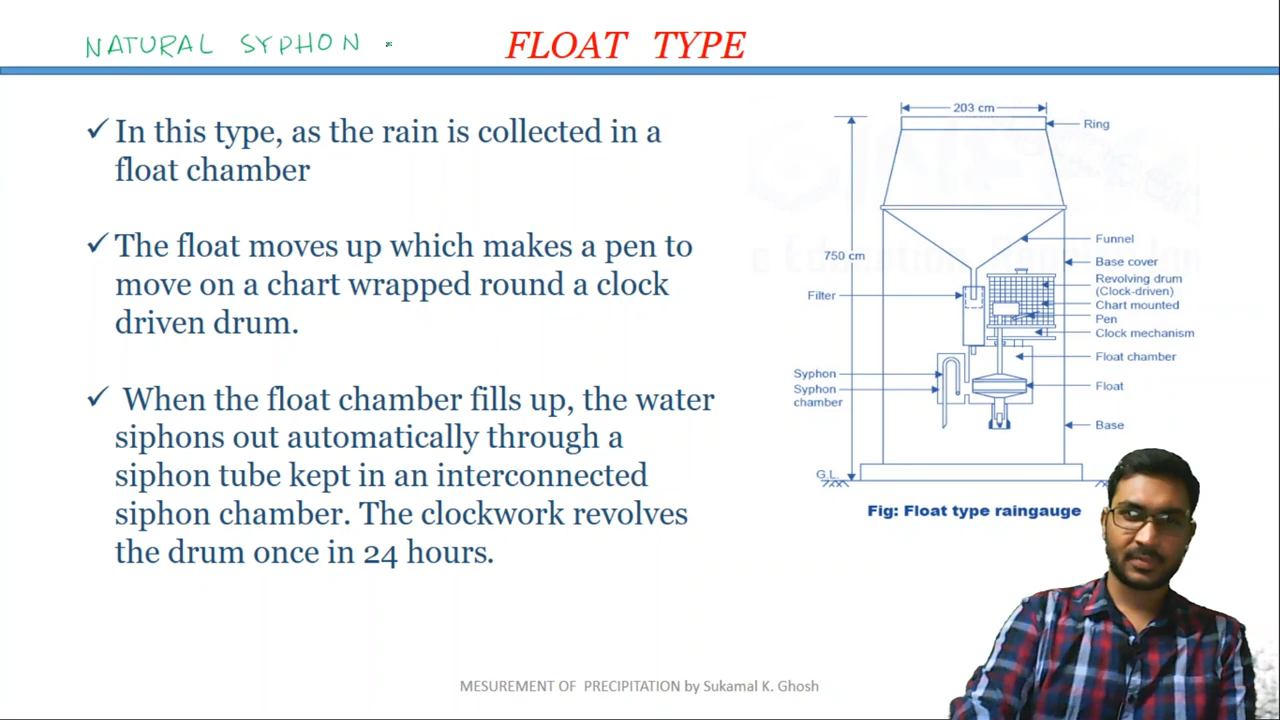 NATURAL SYPHON
FLOAT TYPE
✓ In this type, as the rain is collected in a
float chamber
✓ The float moves up which makes a pen to
move on a chart wrapped round a clock
driven drum.
✓ When the float chamber fills up, the water
siphons out automatically through a
siphon tube kept in an interconnected
siphon chamber. The clockwork revolves
the drum once in 24 hours.
203 cm
Ring
750 cm
Funnel
Base cover
Revolving drum
(Clock-driven)
Filter
Chart mounted
Pen
Clock mechanism
Float chamber
Syphon
Syphon
chamber
Float
Base
G.L.
Fig: Float type raingauge
MESUREMENT OF PRECIPITATION by Sukamal K. Ghosh